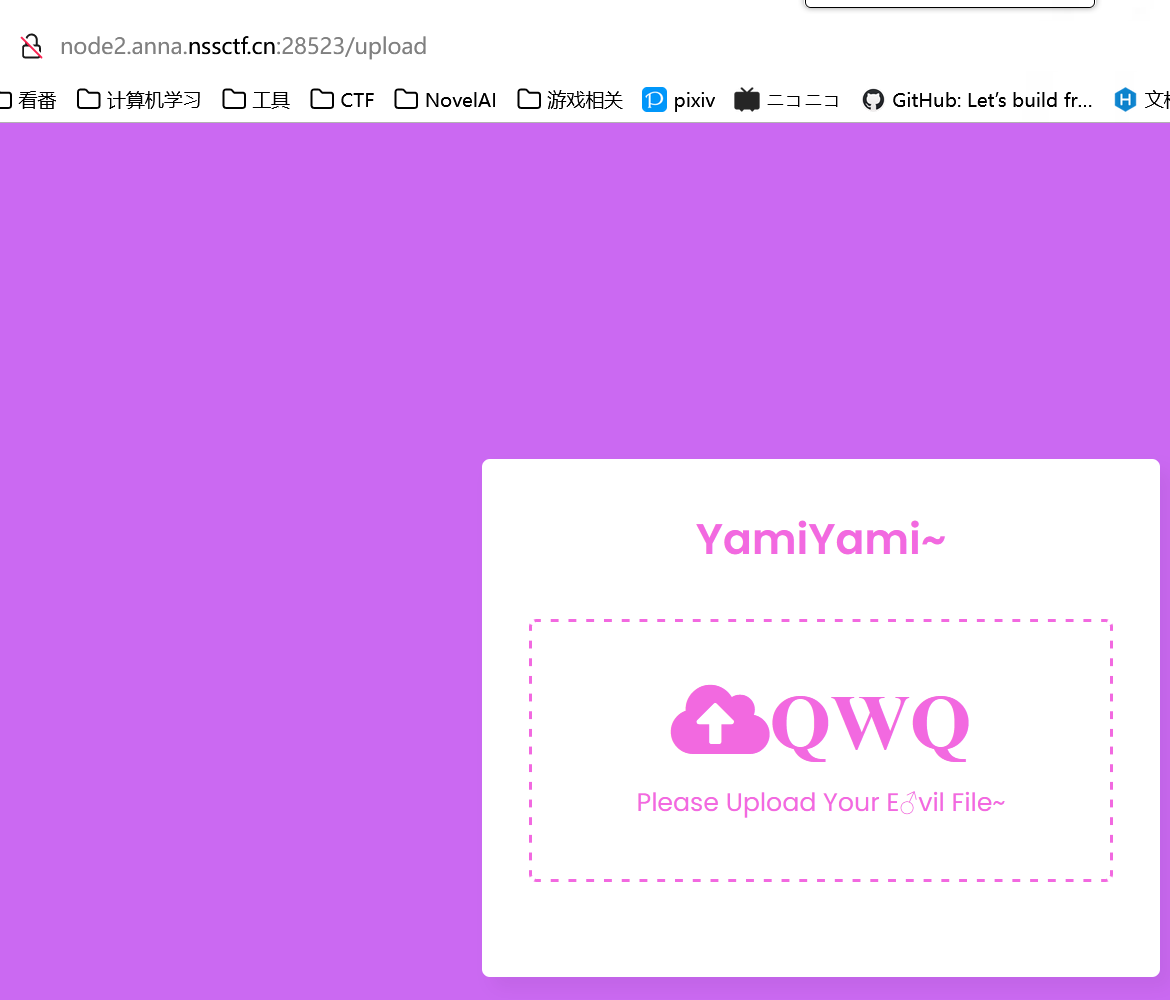 node2.anna.nssctf.cn:28523/upload
看番 计算机学习 工具 CTF NovelAI 游戏相关 pixiv ニコニコ GitHub: Let’s build fr... 文档
YamiYami~
QWQ
Please Upload Your E♂vil File~